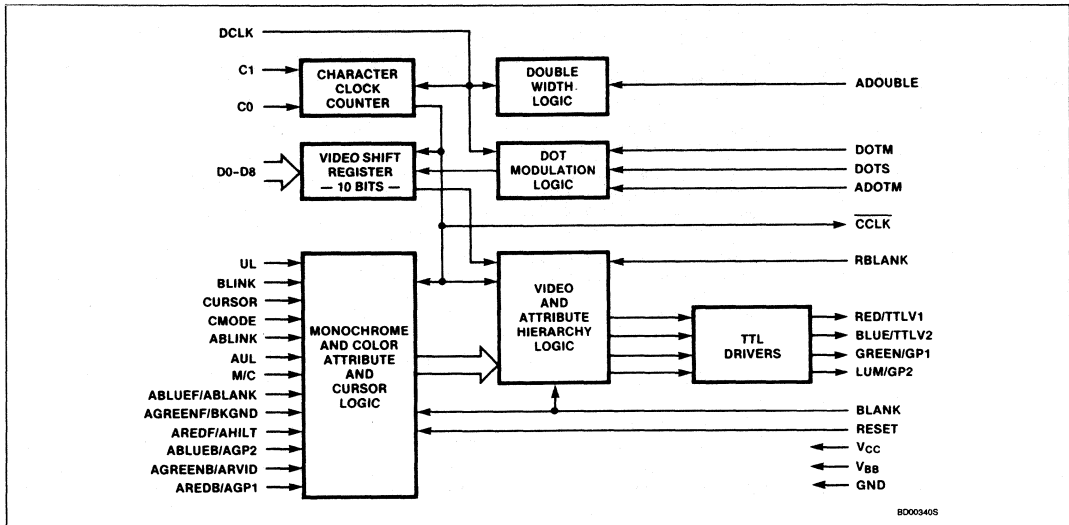 DCLK
C1
C0
CHARACTER
CLOCK
COUNTER
DOUBLE
WIDTH
LOGIC
ADOUBLE
D0–D8
VIDEO SHIFT
REGISTER
— 10 BITS —
DOT
MODULATION
LOGIC
DOTM
DOTS
ADOTM
CCLK
UL
BLINK
CURSOR
CMODE
ABLINK
AUL
M/C
ABLUEF/ABLANK
AGREENF/BKGND
AREDF/AHILT
ABLUEB/AGP2
AGREENB/ARVID
AREDB/AGP1
MONOCHROME
AND COLOR
ATTRIBUTE
AND
CURSOR
LOGIC
VIDEO
AND
ATTRIBUTE
HIERARCHY
LOGIC
TTL
DRIVERS
RBLANK
RED/TTLV1
BLUE/TTLV2
GREEN/GP1
LUM/GP2
BLANK
RESET
VCC
VBB
GND
BD00340S